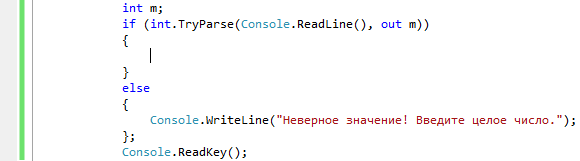 int m;
if (int.TryParse(Console.ReadLine(), out m))
{
}
else
{
Console.WriteLine("Неверное значение! Введите целое число.");
};
Console.ReadKey();